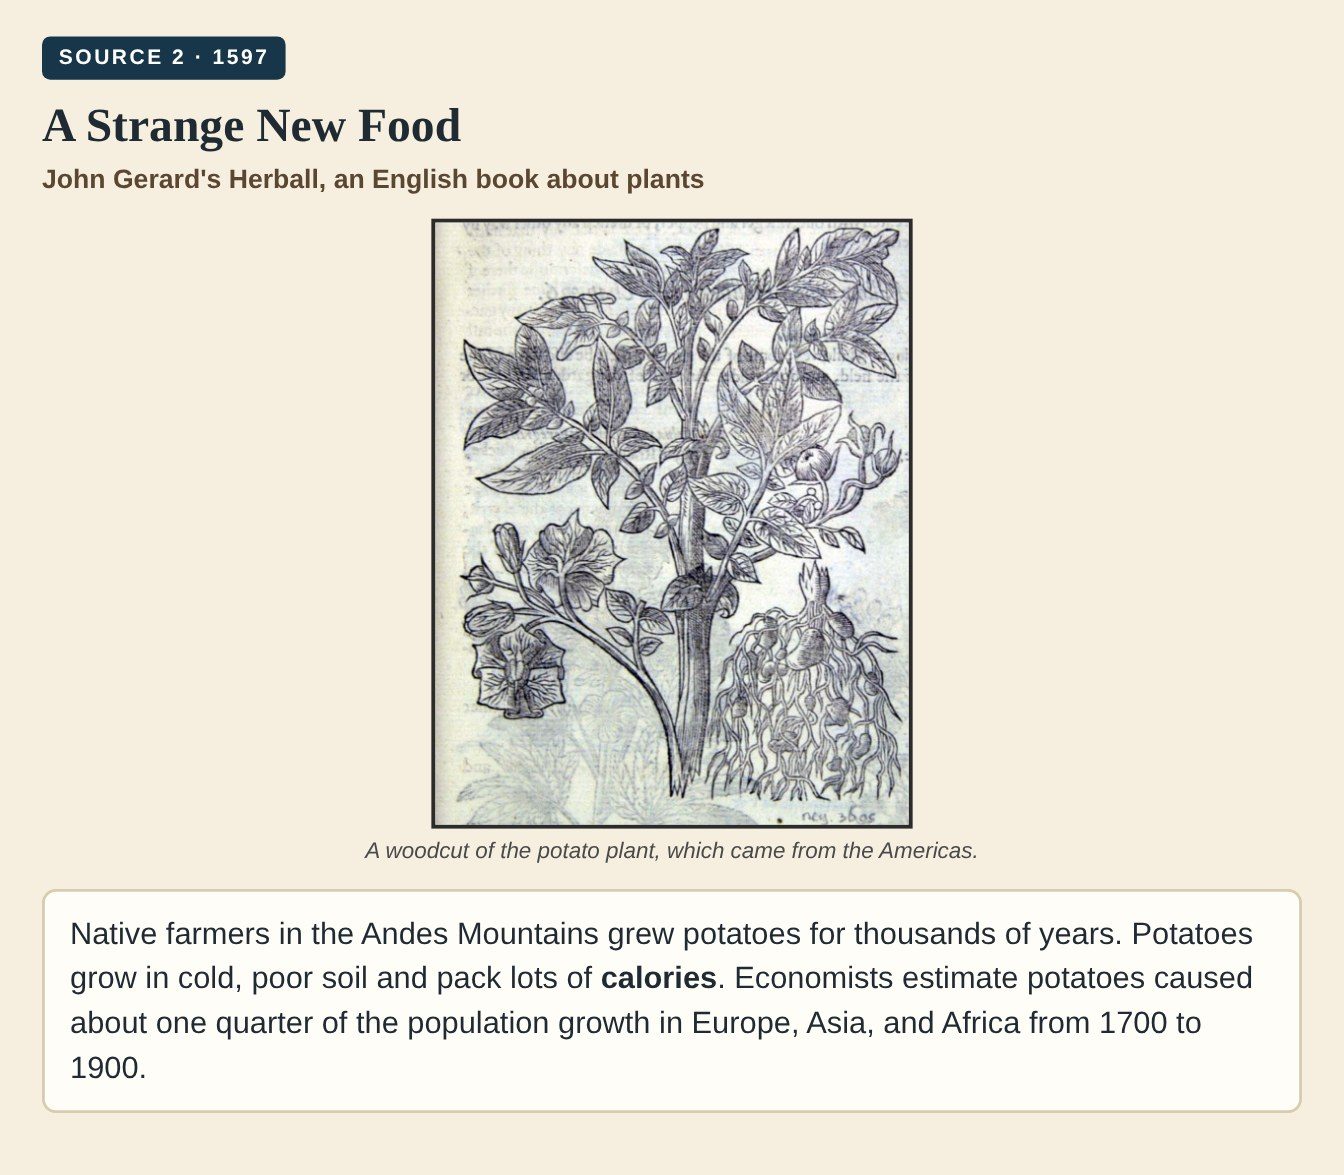 SOURCE 2 · 1597
A Strange New Food
John Gerard's Herball, an English book about plants
A woodcut of the potato plant, which came from the Americas.
Native farmers in the Andes Mountains grew potatoes for thousands of years. Potatoes
grow in cold, poor soil and pack lots of calories. Economists estimate potatoes caused
about one quarter of the population growth in Europe, Asia, and Africa from 1700 to
1900.